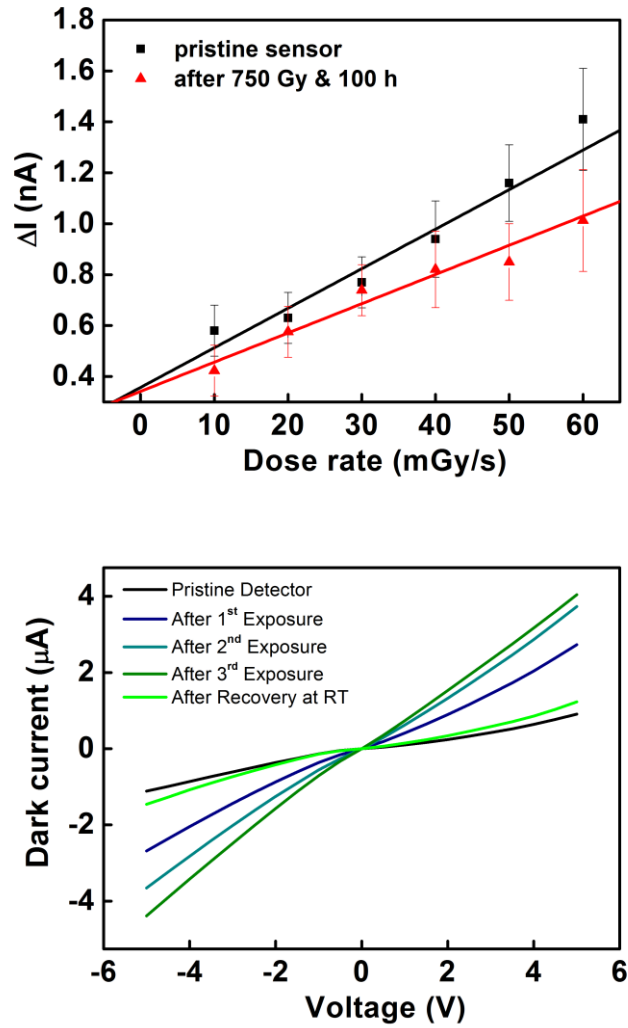 1.8
1.6
1.4
1.2
1.0
0.8
0.6
0.4
ΔI (nA)
pristine sensor
after 750 Gy & 100 h
0 10 20 30 40 50 60
Dose rate (mGy/s)
4
2
0
-2
-4
Dark current (μA)
Pristine Detector
After 1st Exposure
After 2nd Exposure
After 3rd Exposure
After Recovery at RT
-6 -4 -2 0 2 4 6
Voltage (V)